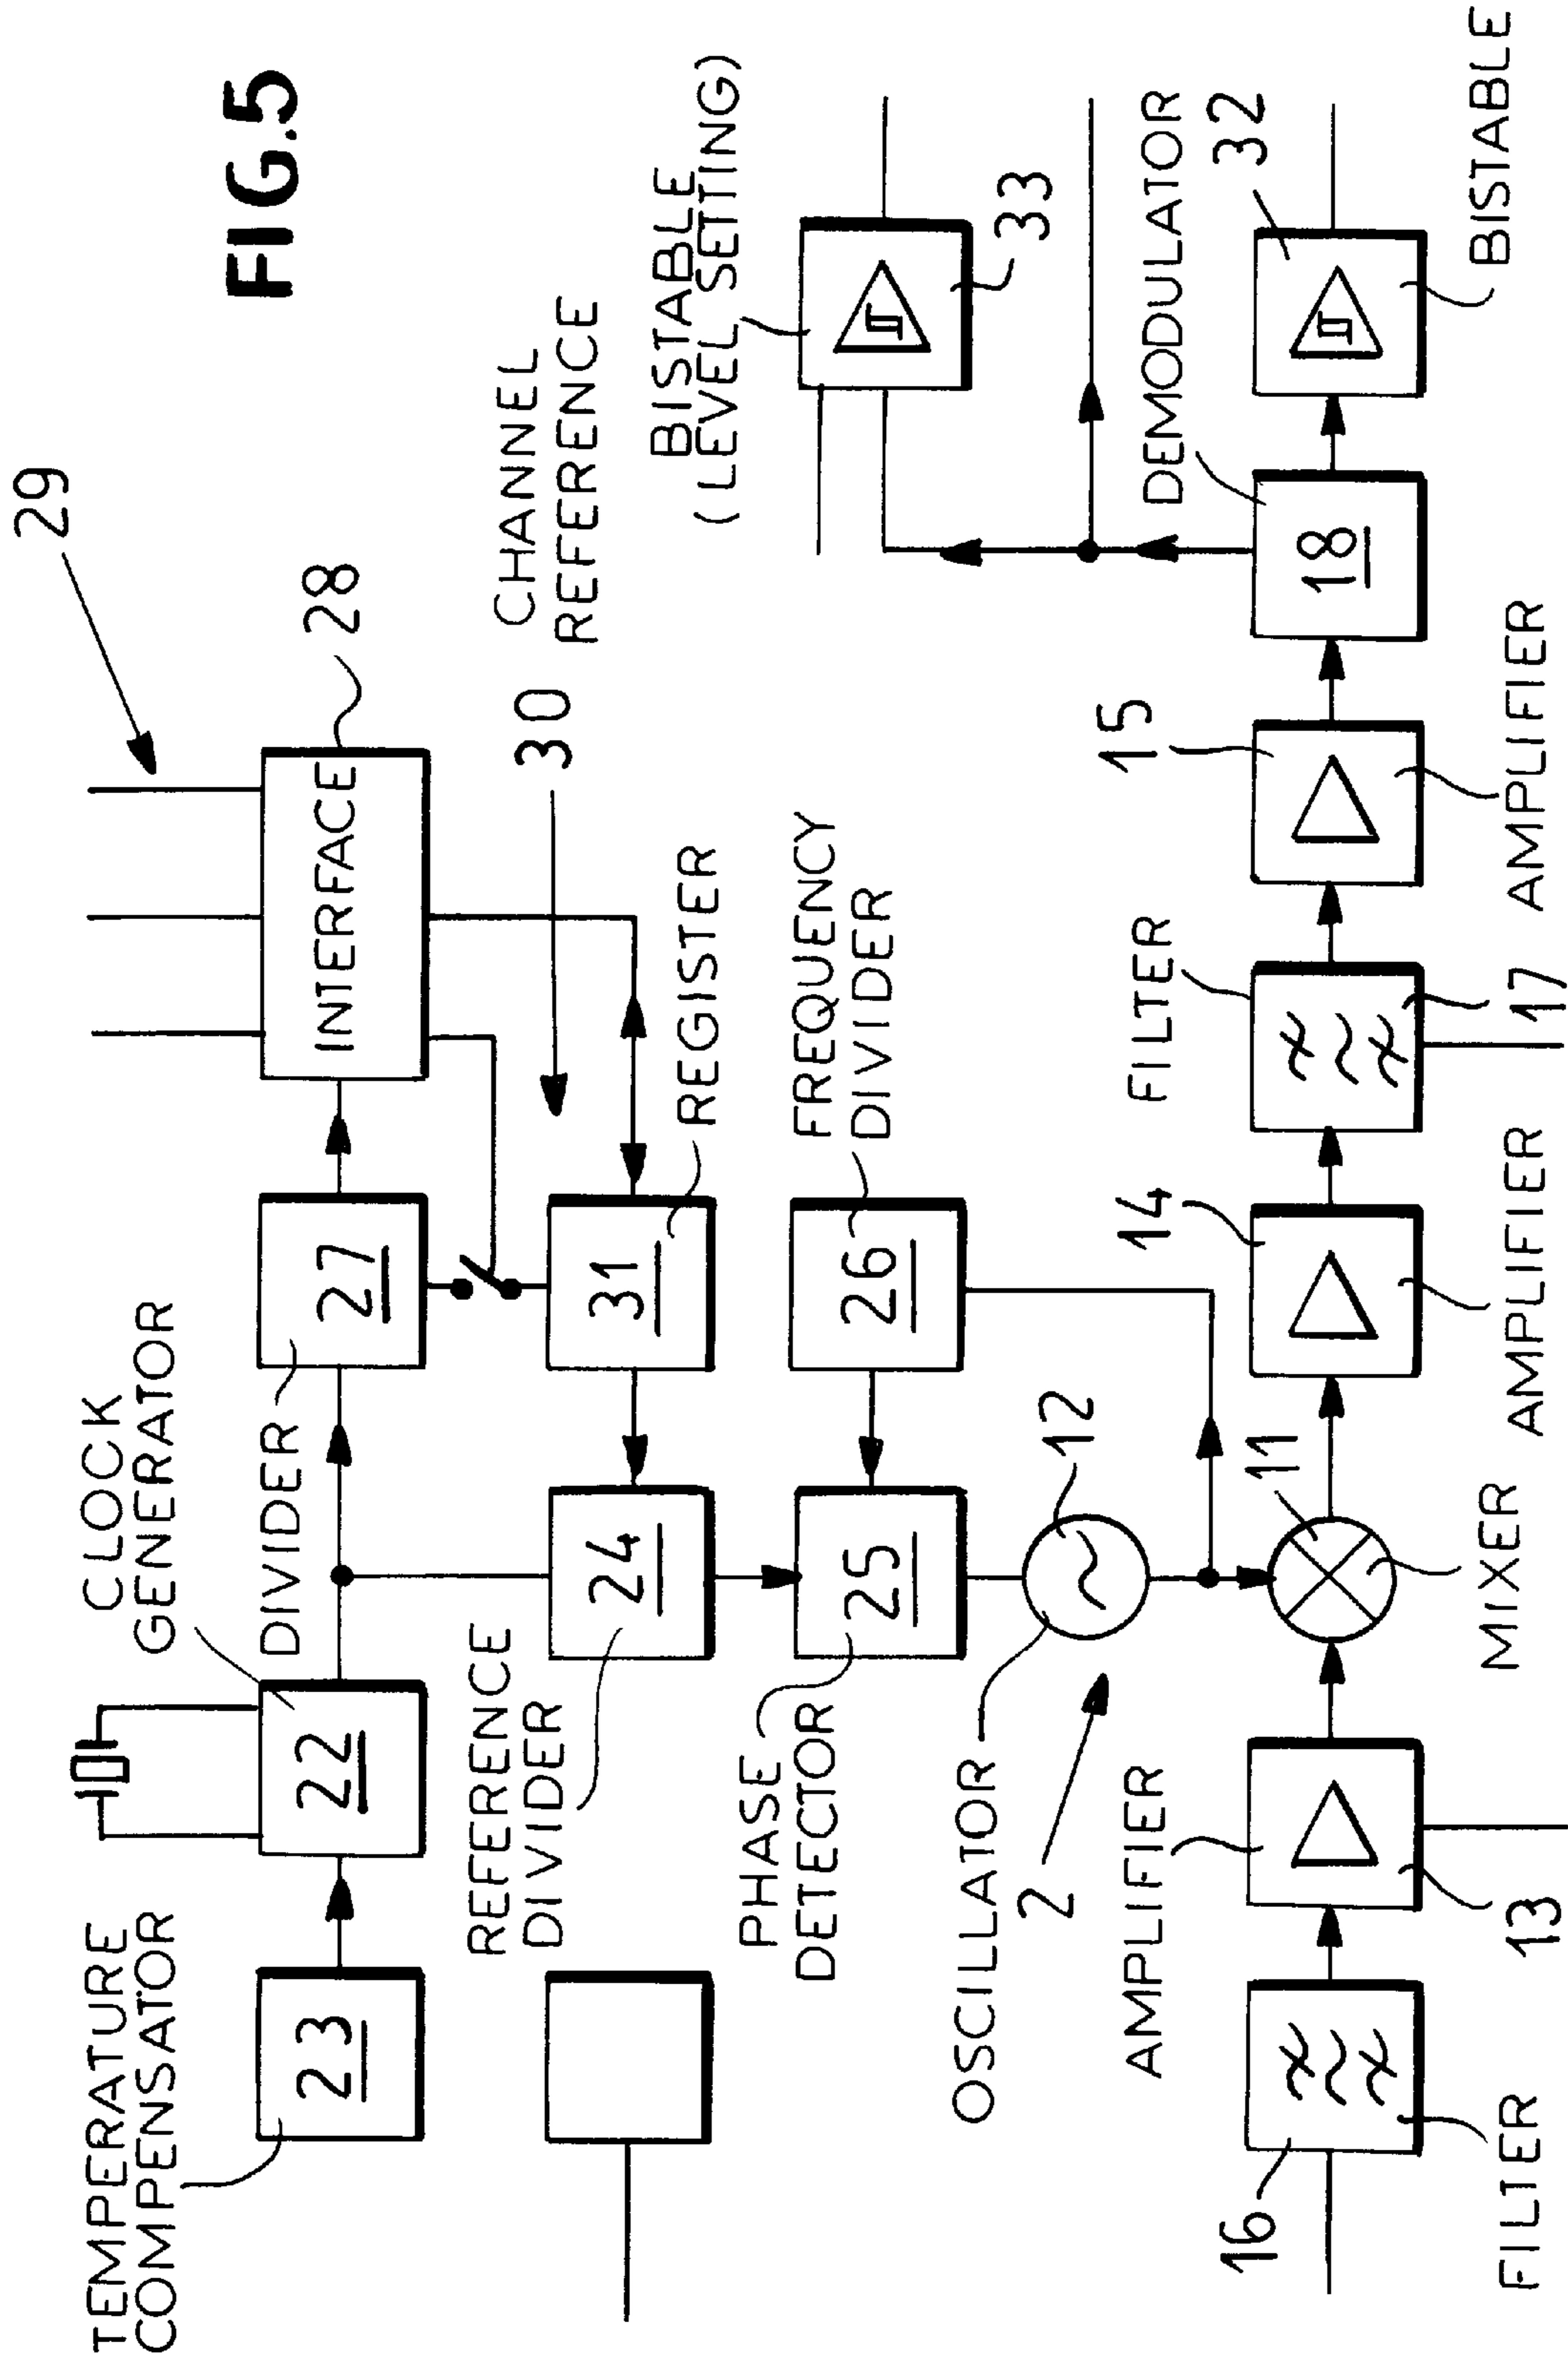 FIG.5
29
CLOCK
GENERATOR
TEMPERATURE
COMPENSATOR
DIVIDER
23
22
27
INTERFACE
28
CHANNEL
REFERENCE
30
REFERENCE
DIVIDER
24
31
REGISTER
BISTABLE
(LEVEL SETTING)
33
PHASE
DETECTOR
25
26
FREQUENCY
DIVIDER
OSCILLATOR
12
2
AMPLIFIER
11
14
FILTER
15
DEMODULATOR
32
16
18
FILTER
13
MIXER
AMPLIFIER
17
AMPLIFIER
BISTABLE